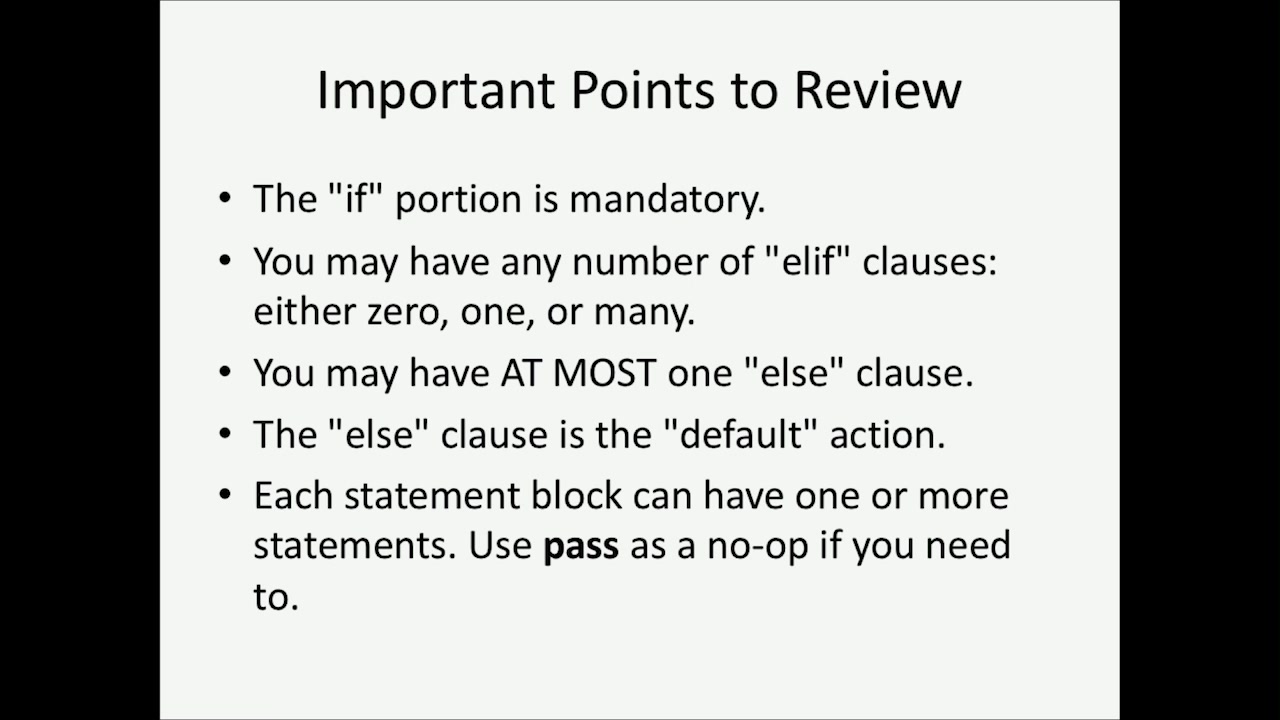 Important Points to Review
• The "if" portion is mandatory.
• You may have any number of "elif" clauses:
either zero, one, or many.
• You may have AT MOST one "else" clause.
• The "else" clause is the "default" action.
• Each statement block can have one or more
statements. Use pass as a no-op if you need
to.